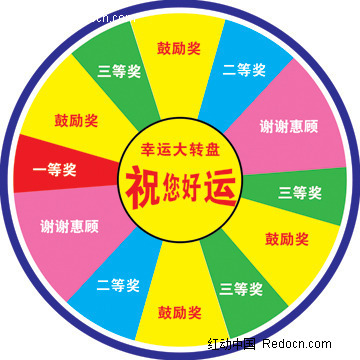 鼓励奖
三等奖
二等奖
鼓励奖
谢谢惠顾
幸运大转盘
一等奖
祝您好运
三等奖
谢谢惠顾
鼓励奖
二等奖
三等奖
鼓励奖
红动中国 Redocn.com